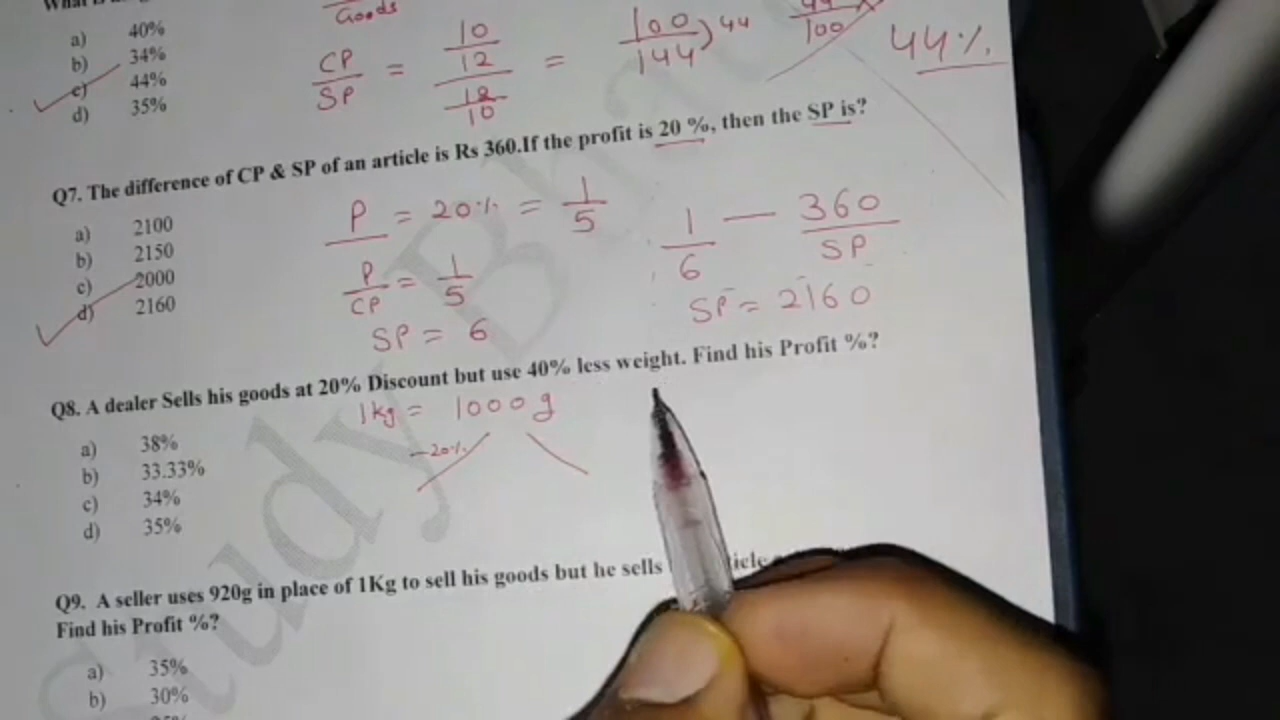 What is
a) 40%
b) 34%
c) 44%
d) 35%
Goods
CP/SP = 10/12 / 12/10 = 100/144 ) 44
100
44%
Q7. The difference of CP & SP of an article is Rs 360.If the profit is 20 %, then the SP is?
a) 2100
b) 2150
c) 2000
d) 2160
P = 20% = 1/5
P/CP = 1/5
SP = 6
1/6 — 360/SP
SP = 2160
Q8. A dealer Sells his goods at 20% Discount but use 40% less weight. Find his Profit %?
1kg = 1000g
-20%
a) 38%
b) 33.33%
c) 34%
d) 35%
Q9. A seller uses 920g in place of 1Kg to sell his goods but he sells
Find his Profit %?
a) 35%
b) 30%
Study